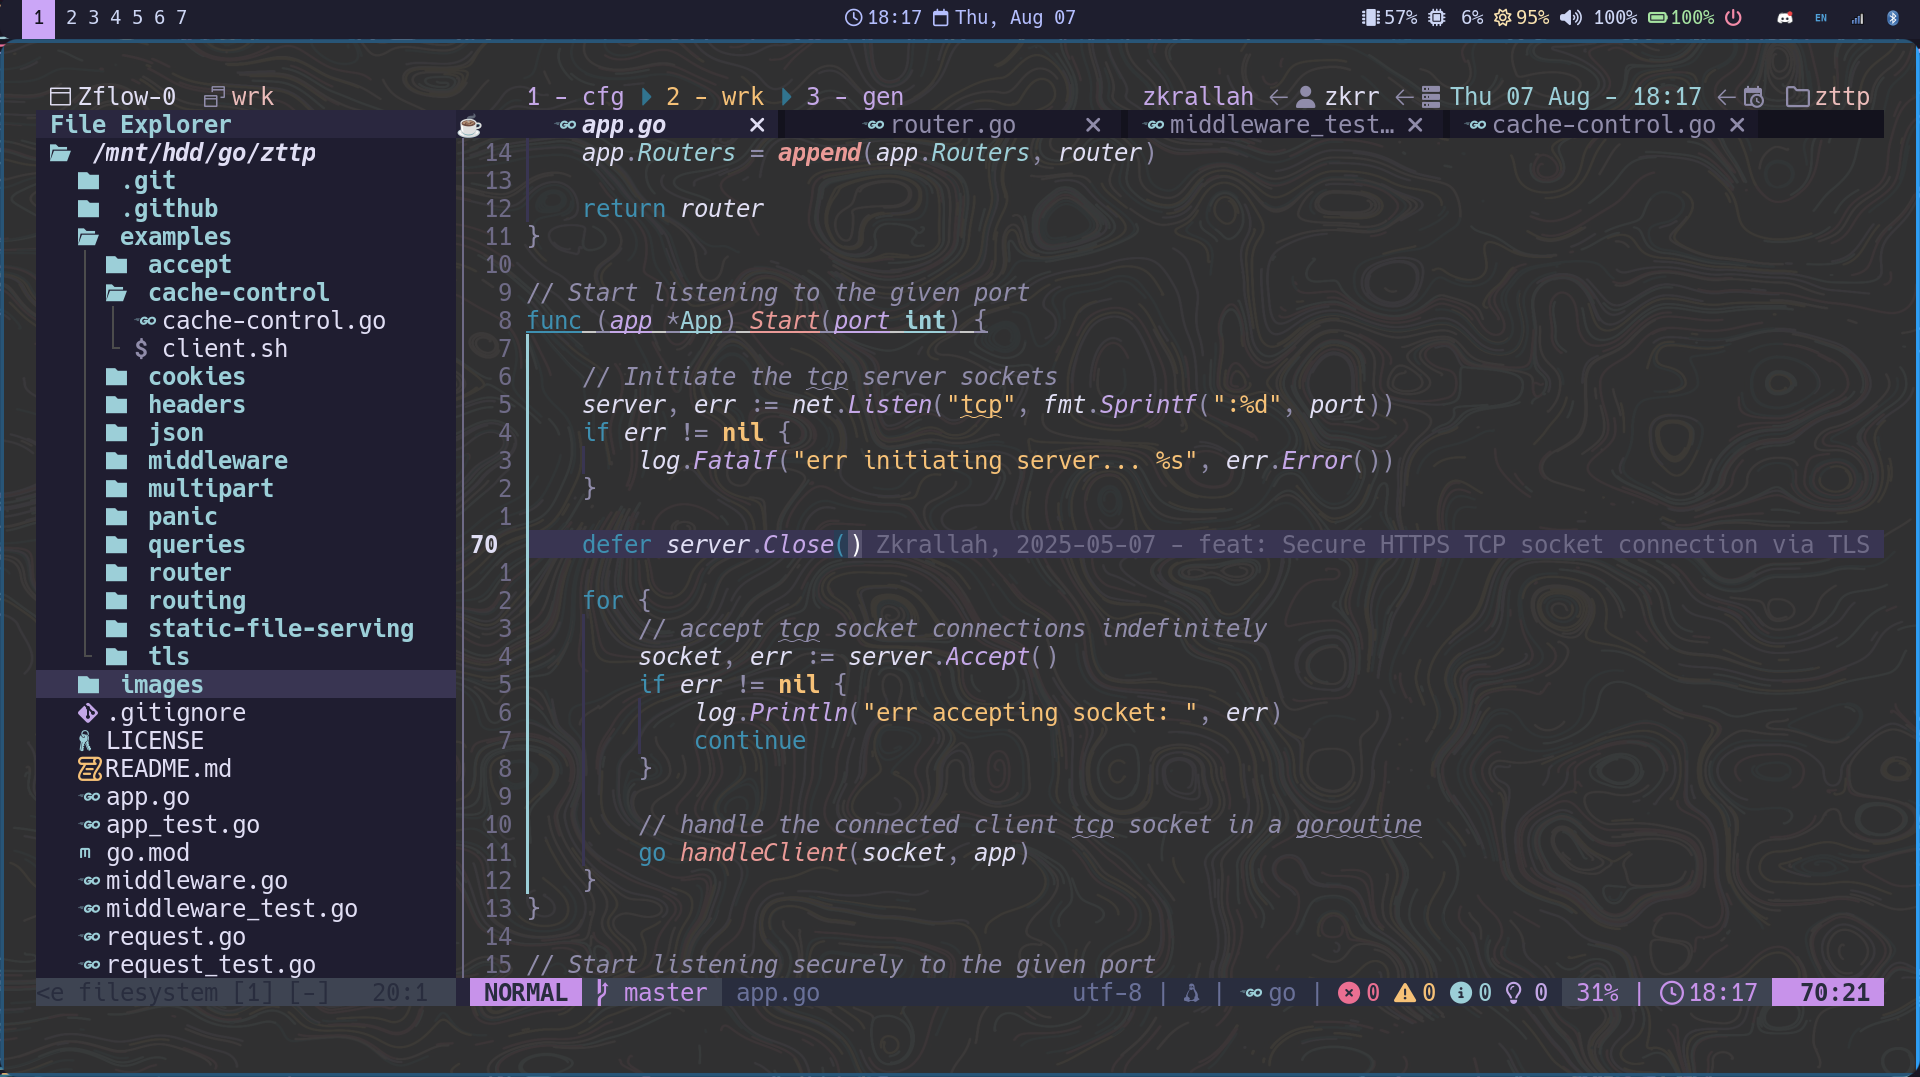 1 2 3 4 5 6 7 18:17 Thu, Aug 07 57% 6% 95% 100% 100% EN
Zflow-0 wrk 1 - cfg 2 - wrk 3 - gen zkrallah zkrr Thu 07 Aug - 18:17 zttp
File Explorer app.go router.go middleware_test… cache-control.go
/mnt/hdd/go/zttp
.git
.github
examples
accept
cache-control
cache-control.go
$ client.sh
cookies
headers
json
middleware
multipart
panic
queries
router
routing
static-file-serving
tls
images
.gitignore
LICENSE
README.md
app.go
app_test.go
m go.mod
middleware.go
middleware_test.go
request.go
request_test.go
<e filesystem [1] [-] 20:1
14 app.Routers = append(app.Routers, router)
13
12 return router
11 }
10
9 // Start listening to the given port
8 func (app *App) Start(port int) {
7
6 // Initiate the tcp server sockets
5 server, err := net.Listen("tcp", fmt.Sprintf(":%d", port))
4 if err != nil {
3 log.Fatalf("err initiating server... %s", err.Error())
2 }
1
70 defer server.Close() Zkrallah, 2025-05-07 - feat: Secure HTTPS TCP socket connection via TLS
1
2 for {
3 // accept tcp socket connections indefinitely
4 socket, err := server.Accept()
5 if err != nil {
6 log.Println("err accepting socket: ", err)
7 continue
8 }
9
10 // handle the connected client tcp socket in a goroutine
11 go handleClient(socket, app)
12 }
13 }
14
15 // Start listening securely to the given port
NORMAL master app.go utf-8 | | go | 0 0 0 0 31% | 18:17 70:21